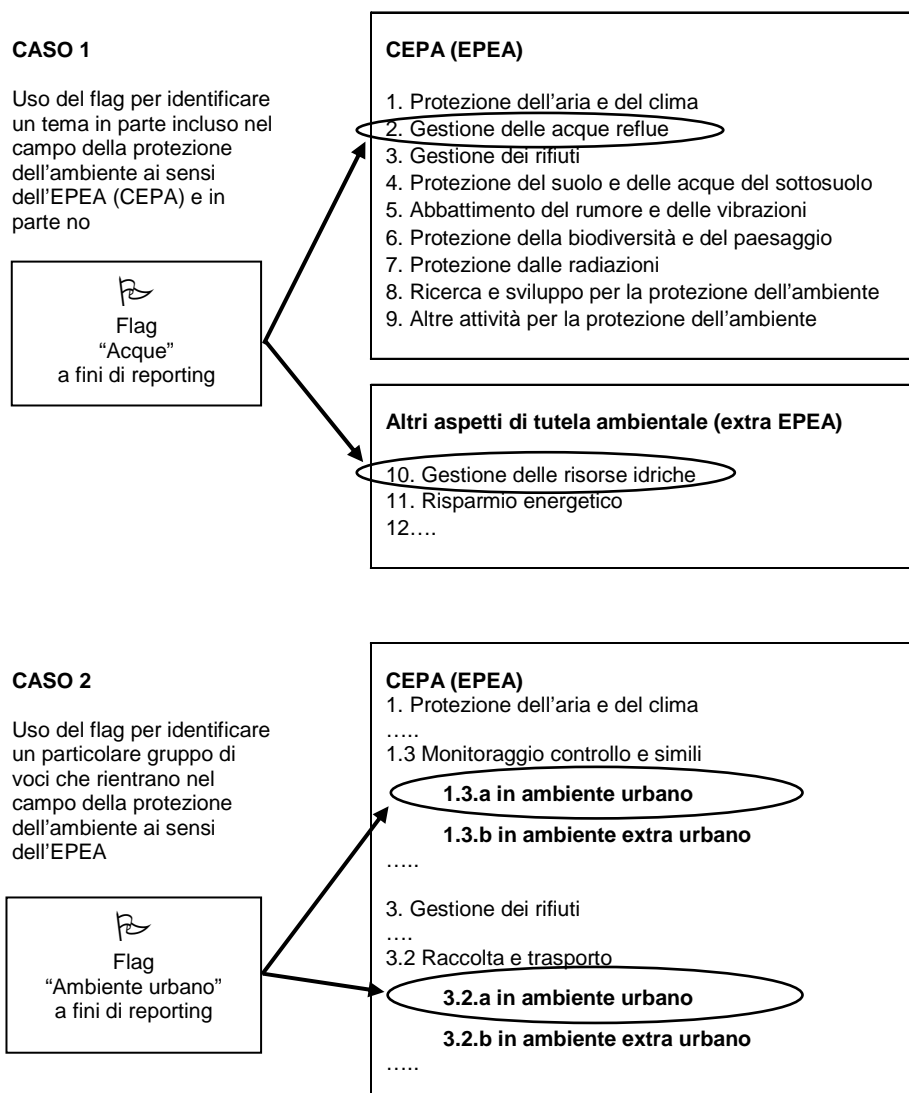 CASO 1
Uso del flag per identificare
un tema in parte incluso nel
campo della protezione
dell'ambiente ai sensi
dell'EPEA (CEPA) e in
parte no
Flag
“Acque”
a fini di reporting
CEPA (EPEA)
1. Protezione dell'aria e del clima
2. Gestione delle acque reflue
3. Gestione dei rifiuti
4. Protezione del suolo e delle acque del sottosuolo
5. Abbattimento del rumore e delle vibrazioni
6. Protezione della biodiversità e del paesaggio
7. Protezione dalle radiazioni
8. Ricerca e sviluppo per la protezione dell'ambiente
9. Altre attività per la protezione dell'ambiente
Altri aspetti di tutela ambientale (extra EPEA)
10. Gestione delle risorse idriche
11. Risparmio energetico
12….
CASO 2
Uso del flag per identificare
un particolare gruppo di
voci che rientrano nel
campo della protezione
dell'ambiente ai sensi
dell'EPEA
Flag
“Ambiente urbano”
a fini di reporting
CEPA (EPEA)
1. Protezione dell'aria e del clima
…..
1.3 Monitoraggio controllo e simili
1.3.a in ambiente urbano
1.3.b in ambiente extra urbano
…..
3. Gestione dei rifiuti
….
3.2 Raccolta e trasporto
3.2.a in ambiente urbano
3.2.b in ambiente extra urbano
…..